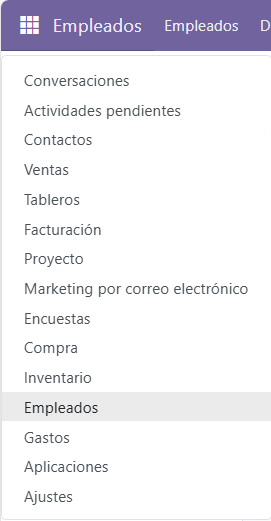 Empleados Empleados D
Conversaciones
Actividades pendientes
Contactos
Ventas
Tableros
Facturación
Proyecto
Marketing por correo electrónico
Encuestas
Compra
Inventario
Empleados
Gastos
Aplicaciones
Ajustes